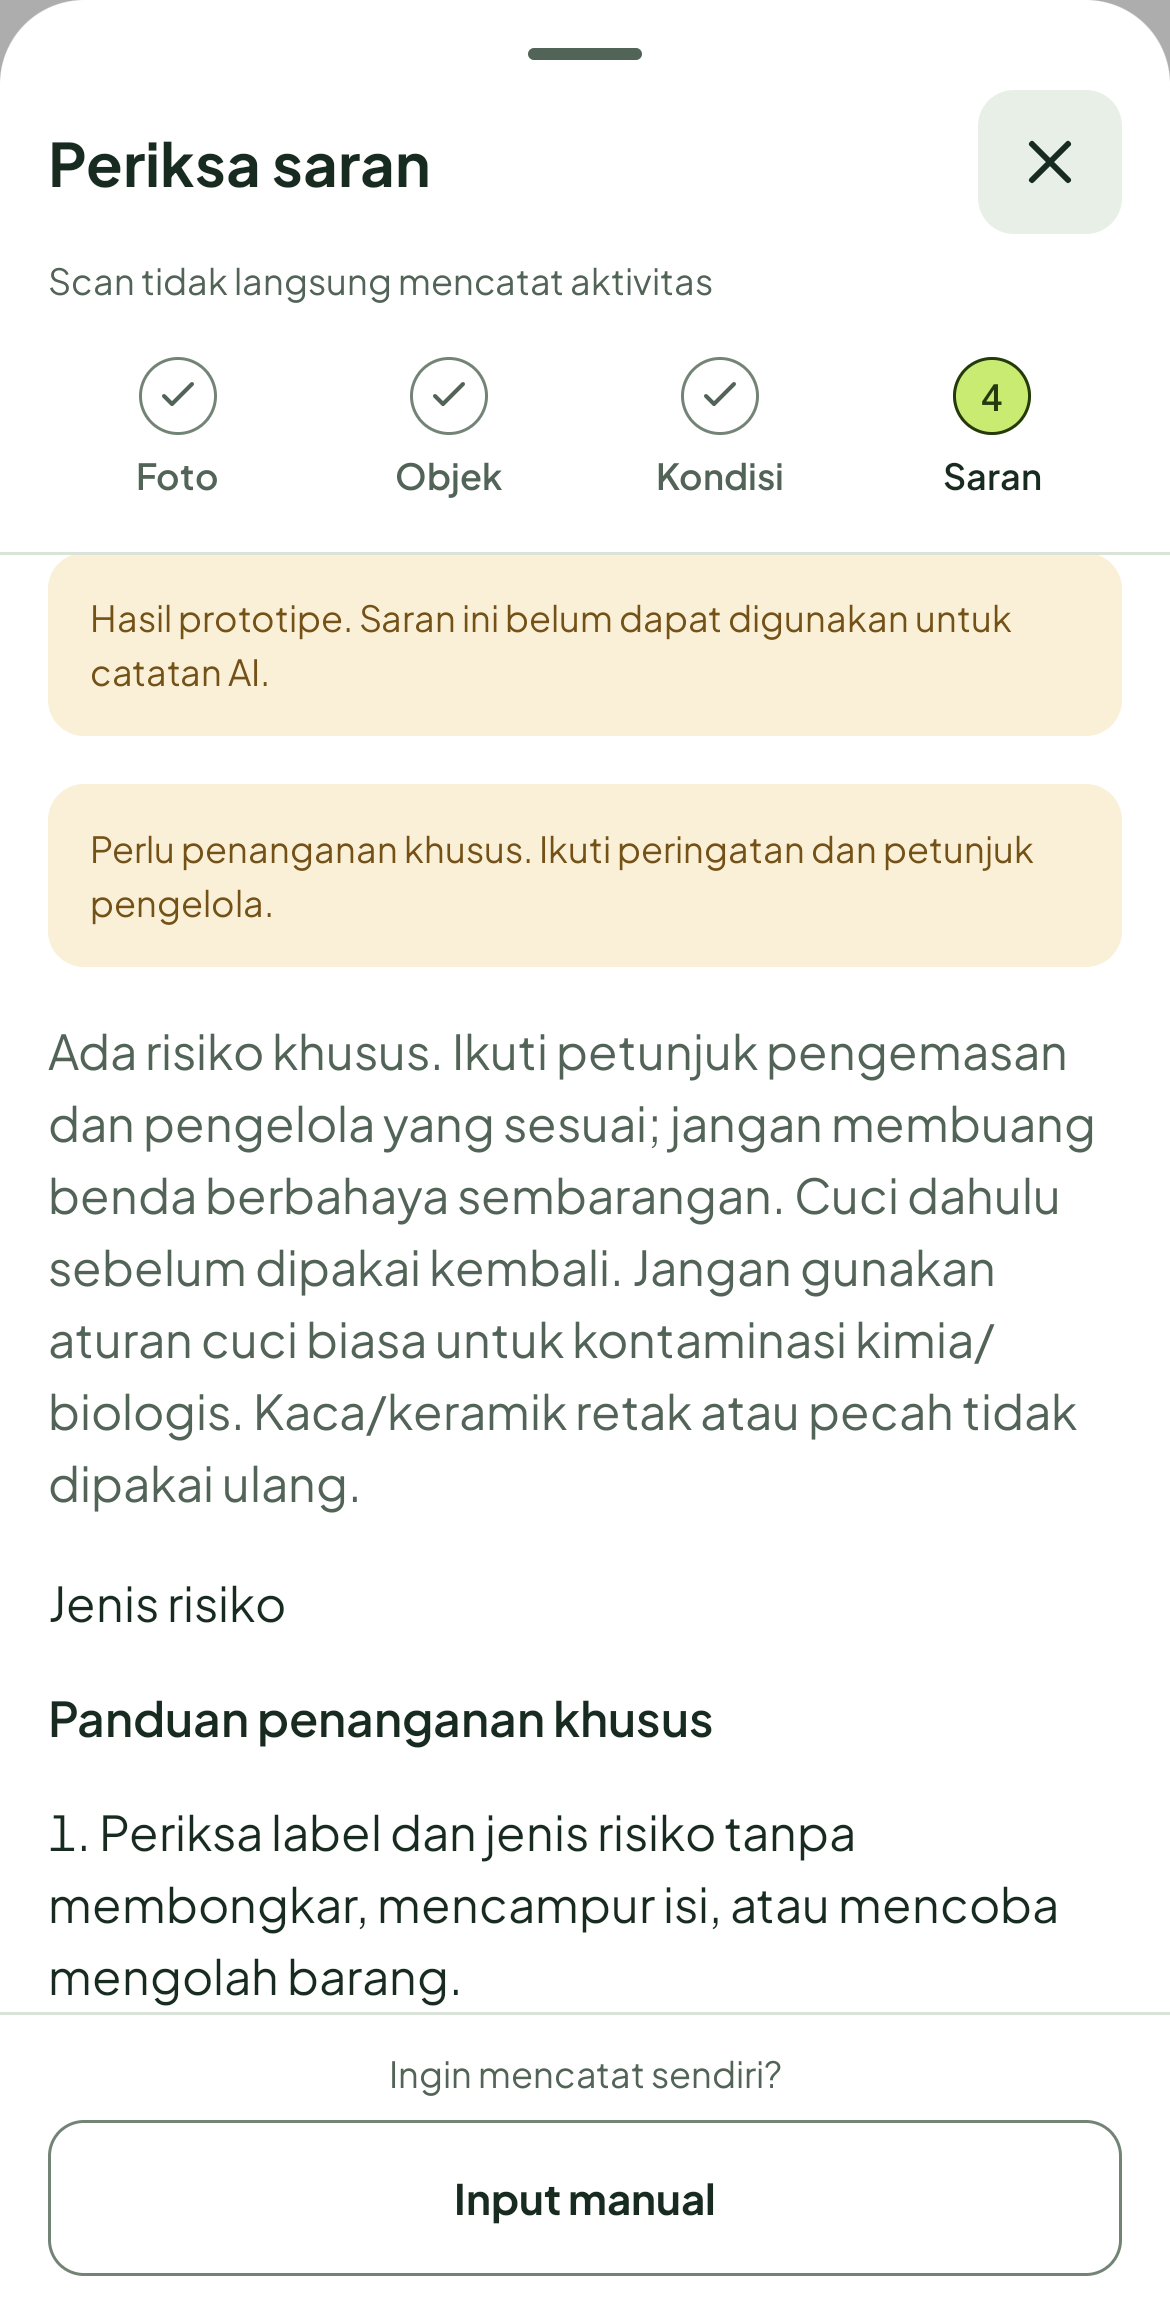 Periksa saran
Scan tidak langsung mencatat aktivitas
Foto
Objek
Kondisi
4
Saran
Hasil prototipe. Saran ini belum dapat digunakan untuk
catatan AI.
Perlu penanganan khusus. Ikuti peringatan dan petunjuk
pengelola.
Ada risiko khusus. Ikuti petunjuk pengemasan
dan pengelola yang sesuai; jangan membuang
benda berbahaya sembarangan. Cuci dahulu
sebelum dipakai kembali. Jangan gunakan
aturan cuci biasa untuk kontaminasi kimia/
biologis. Kaca/keramik retak atau pecah tidak
dipakai ulang.
Jenis risiko
Panduan penanganan khusus
1. Periksa label dan jenis risiko tanpa
membongkar, mencampur isi, atau mencoba
mengolah barang.
Ingin mencatat sendiri?
Input manual